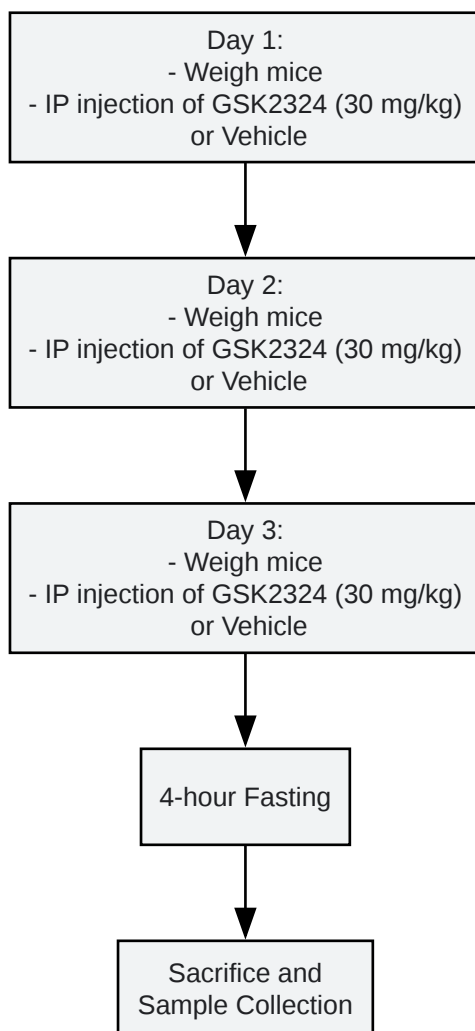 Day 1:
- Weigh mice
- IP injection of GSK2324 (30 mg/kg)
or Vehicle
Day 2:
- Weigh mice
- IP injection of GSK2324 (30 mg/kg)
or Vehicle
Day 3:
- Weigh mice
- IP injection of GSK2324 (30 mg/kg)
or Vehicle
4-hour Fasting
Sacrifice and
Sample Collection